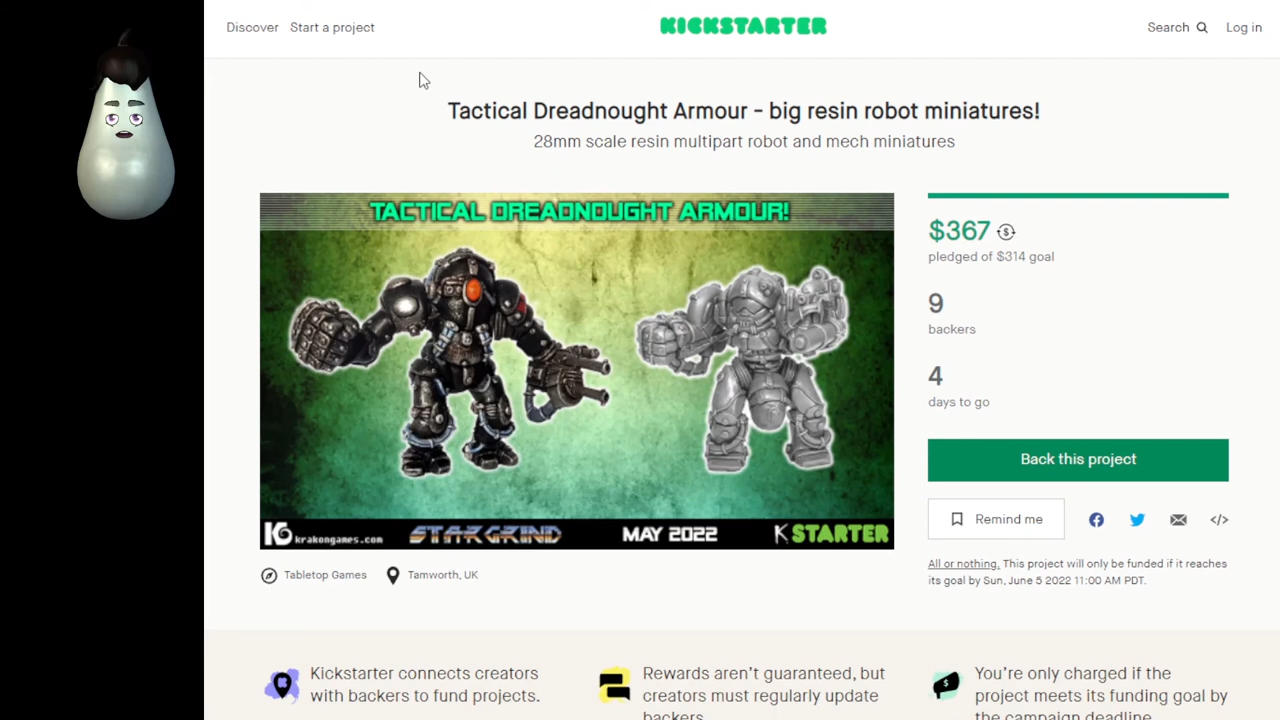 Discover Start a project KICKSTARTER Search Log in
Tactical Dreadnought Armour - big resin robot miniatures!
28mm scale resin multipart robot and mech miniatures
TACTICAL DREADNOUGHT ARMOUR!
krakongames.com STARGRIND MAY 2022 KSTARTER
Tabletop Games Tamworth, UK
$367
pledged of $314 goal
9
backers
4
days to go
Back this project
Remind me
All or nothing. This project will only be funded if it reaches
its goal by Sun, June 5 2022 11:00 AM PDT.
Kickstarter connects creators
with backers to fund projects.
Rewards aren't guaranteed, but
creators must regularly update
backers.
You're only charged if the
project meets its funding goal by
the campaign deadline.